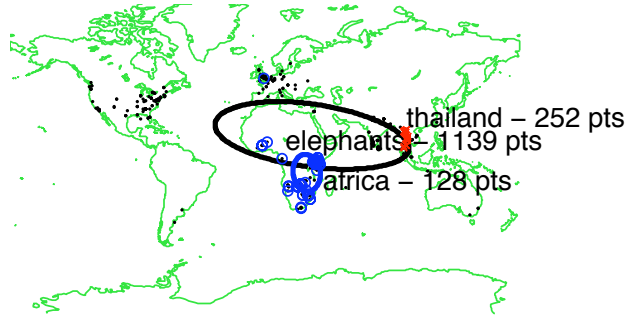 thailand – 252 pts
elephants – 1139 pts
africa – 128 pts